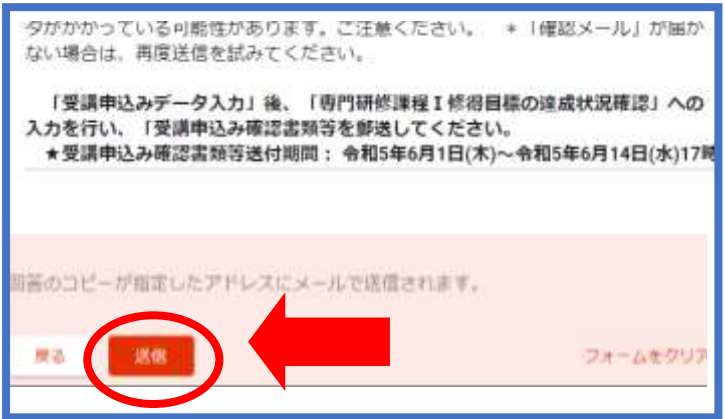 タがかかっている可能性があります。ご注意ください。 ＊「確認メール」が届か
ない場合は、再度送信を試みてください。
「受講申込みデータ入力」後、「専門研修課程Ⅰ修得目標の達成状況確認」への
入力を行い、「受講申込み確認書類等を郵送してください。
★受講申込み確認書類等送付期間：令和5年6月1日(木)～令和5年6月14日(水)17時
回答のコピーが指定したアドレスにメールで送信されます。
戻る 送信 フォームをクリア